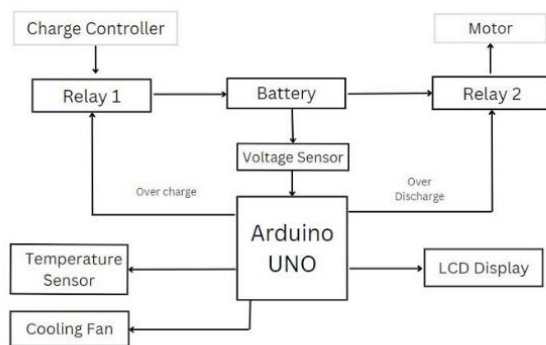 Charge Controller
Motor
Relay 1
Battery
Relay 2
Voltage Sensor
Over charge
Over
Discharge
Arduino
UNO
Temperature
Sensor
LCD Display
Cooling Fan